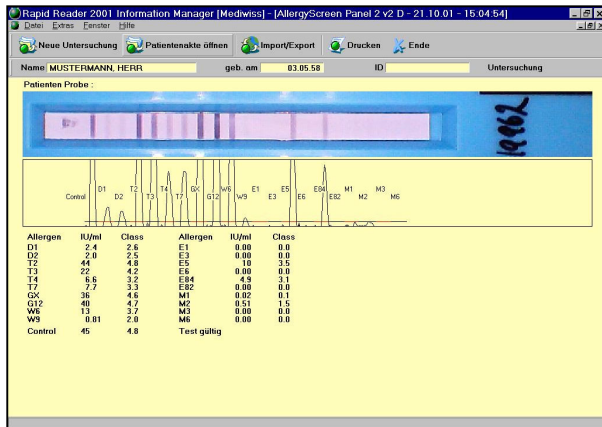 Rapid Reader 2001 Information Manager [Mediwiss] - [AllergyScreen Panel 2 v2 D - 21.10.01 - 15:04:54]
Datei Extras Fenster Hilfe
Neue Untersuchung Patientenakte öffnen Import/Export Drucken Ende
Name MUSTERMANN, HERR geb. am 03.05.58 ID Untersuchung
Patienten Probe :
19962
Control D1 D2 T2 T3 T4 T7 GX G12 W6 W9 E1 E3 E5 E6 E84 E82 M1 M2 M3 M6
Allergen IU/ml Class Allergen IU/ml Class
D1 2.4 2.6 E1 0.00 0.0
D2 2.0 2.5 E3 0.00 0.0
T2 44 4.8 E5 10 3.5
T3 22 4.2 E6 0.00 0.0
T4 6.6 3.2 E84 4.9 3.1
T7 7.7 3.3 E82 0.00 0.0
GX 36 4.6 M1 0.02 0.1
G12 40 4.7 M2 0.51 1.5
W6 13 3.7 M3 0.00 0.0
W9 0.81 2.0 M6 0.00 0.0
Control 45 4.8 Test gültig